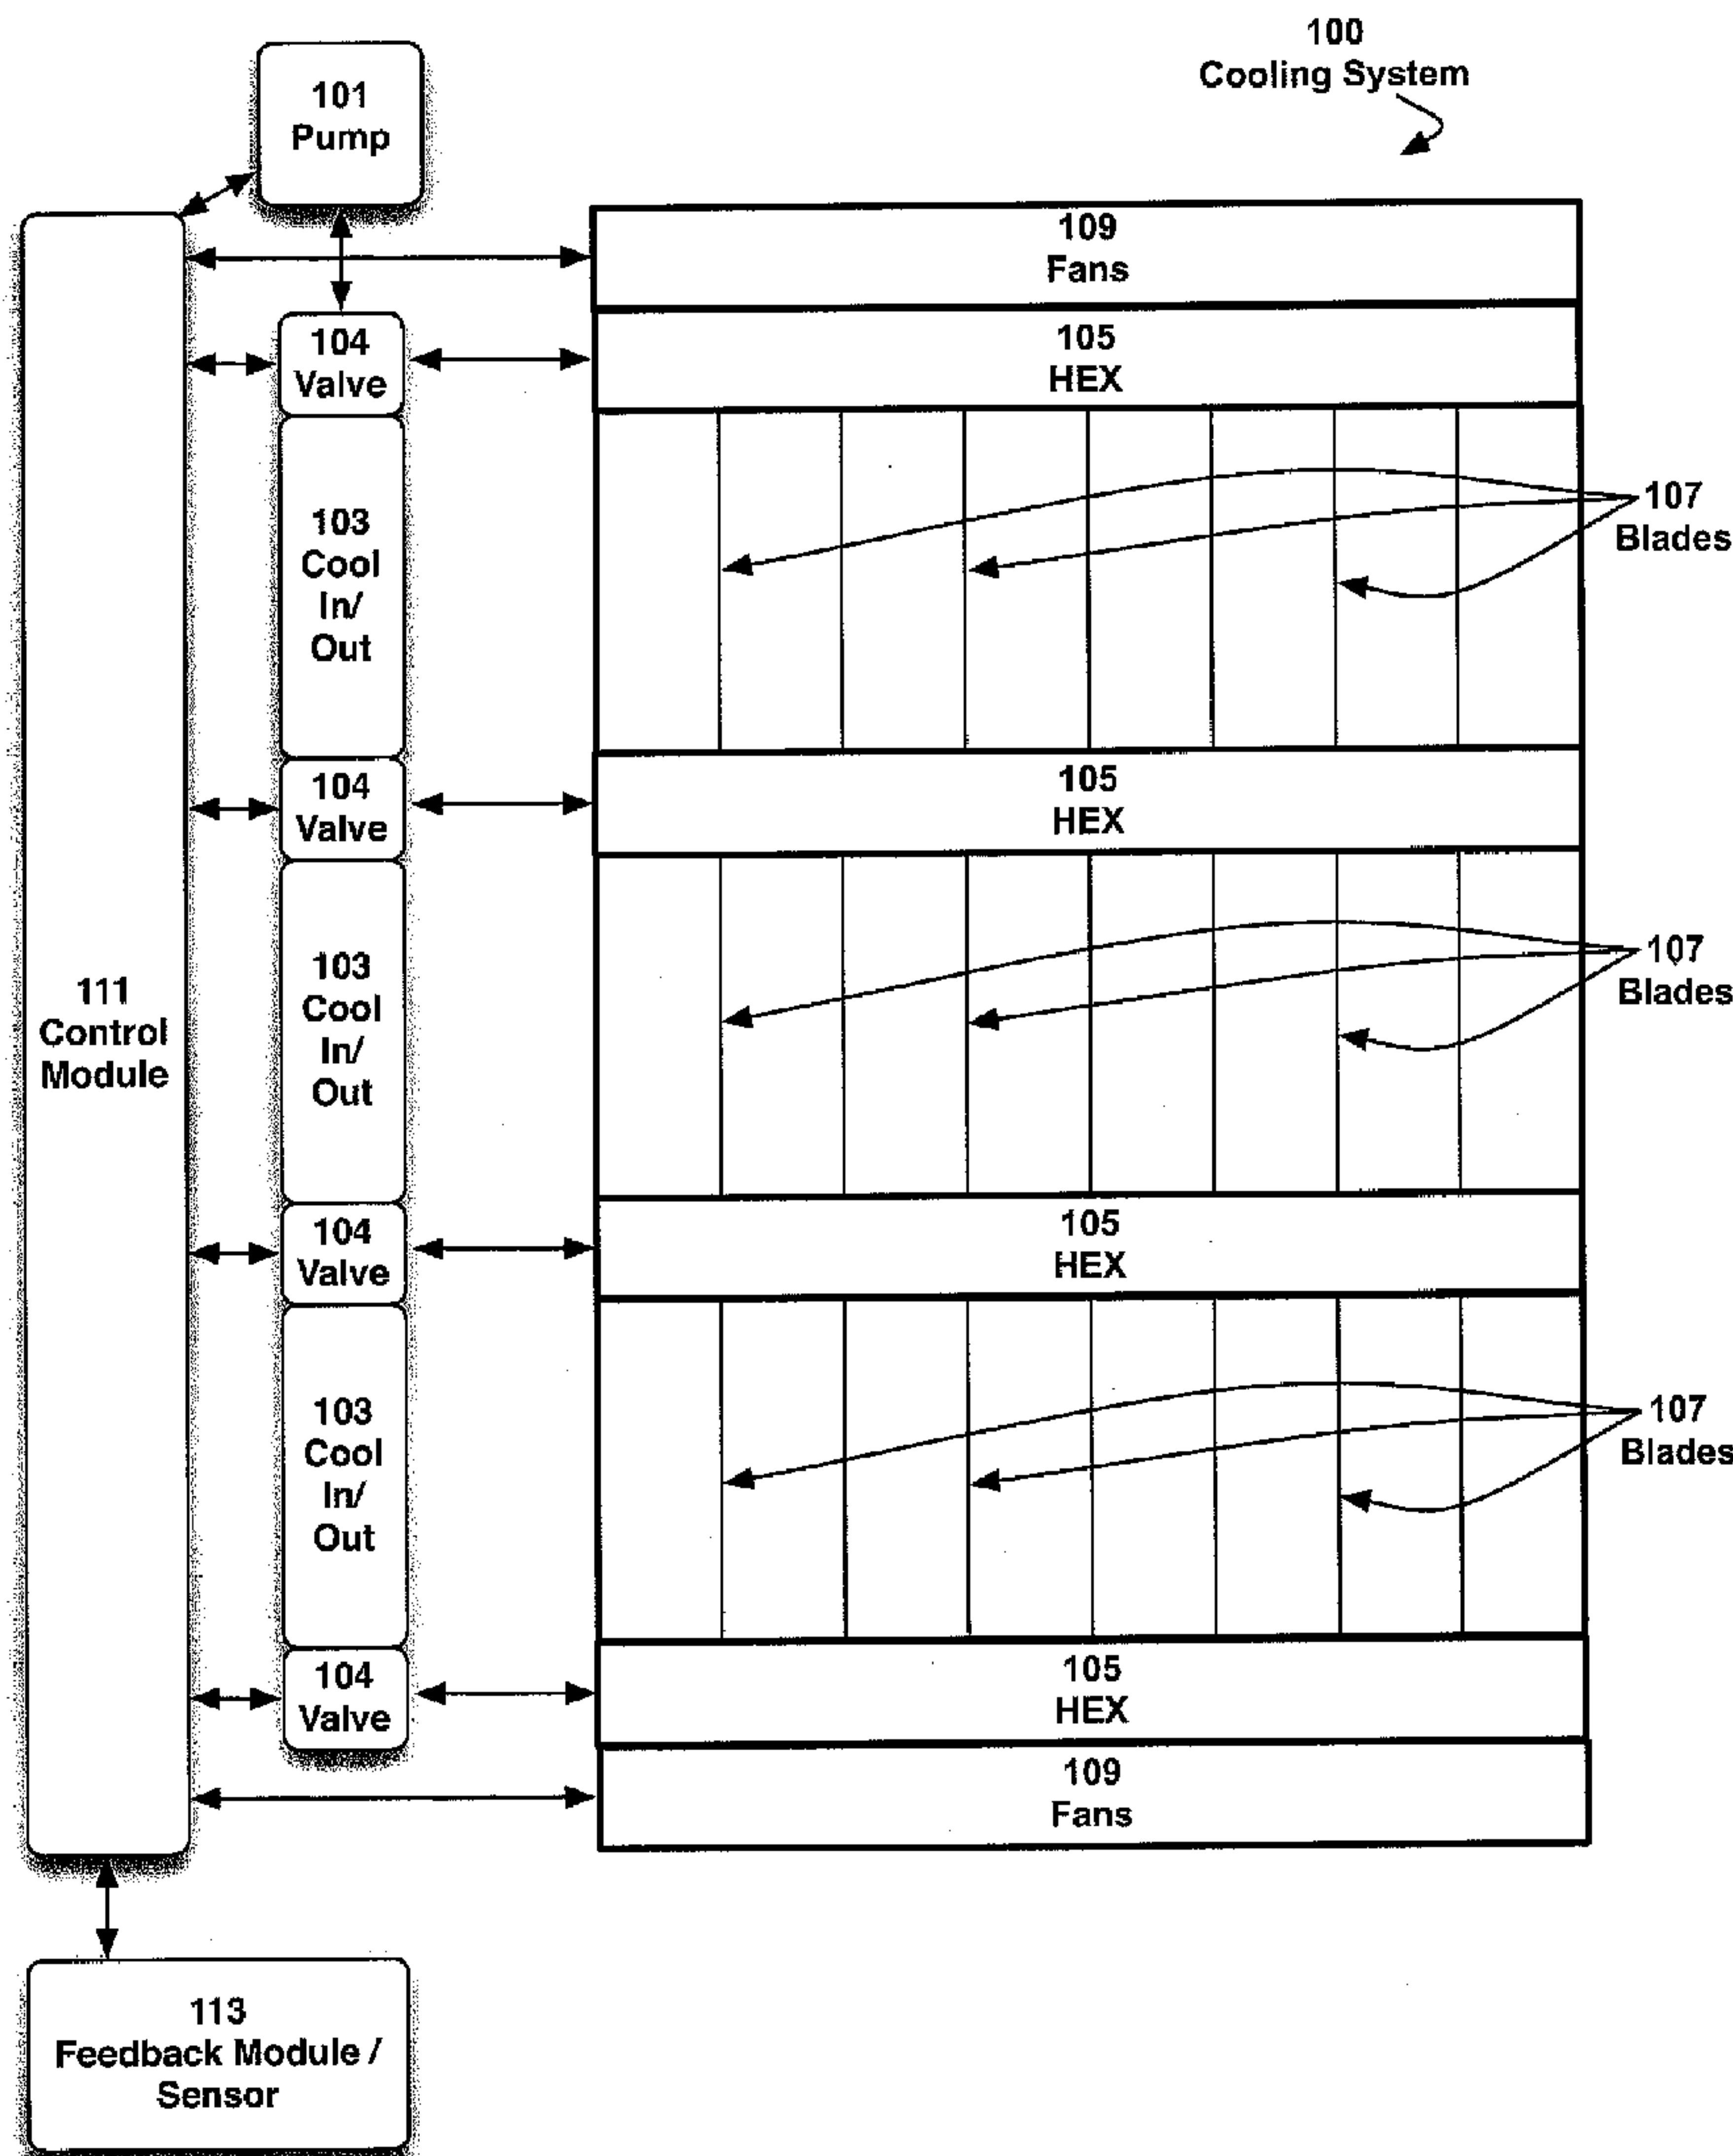 100
Cooling System
101
Pump
109
Fans
104
Valve
105
HEX
103
Cool
In/
Out
107
Blades
104
Valve
105
HEX
111
Control
Module
103
Cool
In/
Out
107
Blades
104
Valve
105
HEX
103
Cool
In/
Out
107
Blades
104
Valve
105
HEX
109
Fans
113
Feedback Module /
Sensor